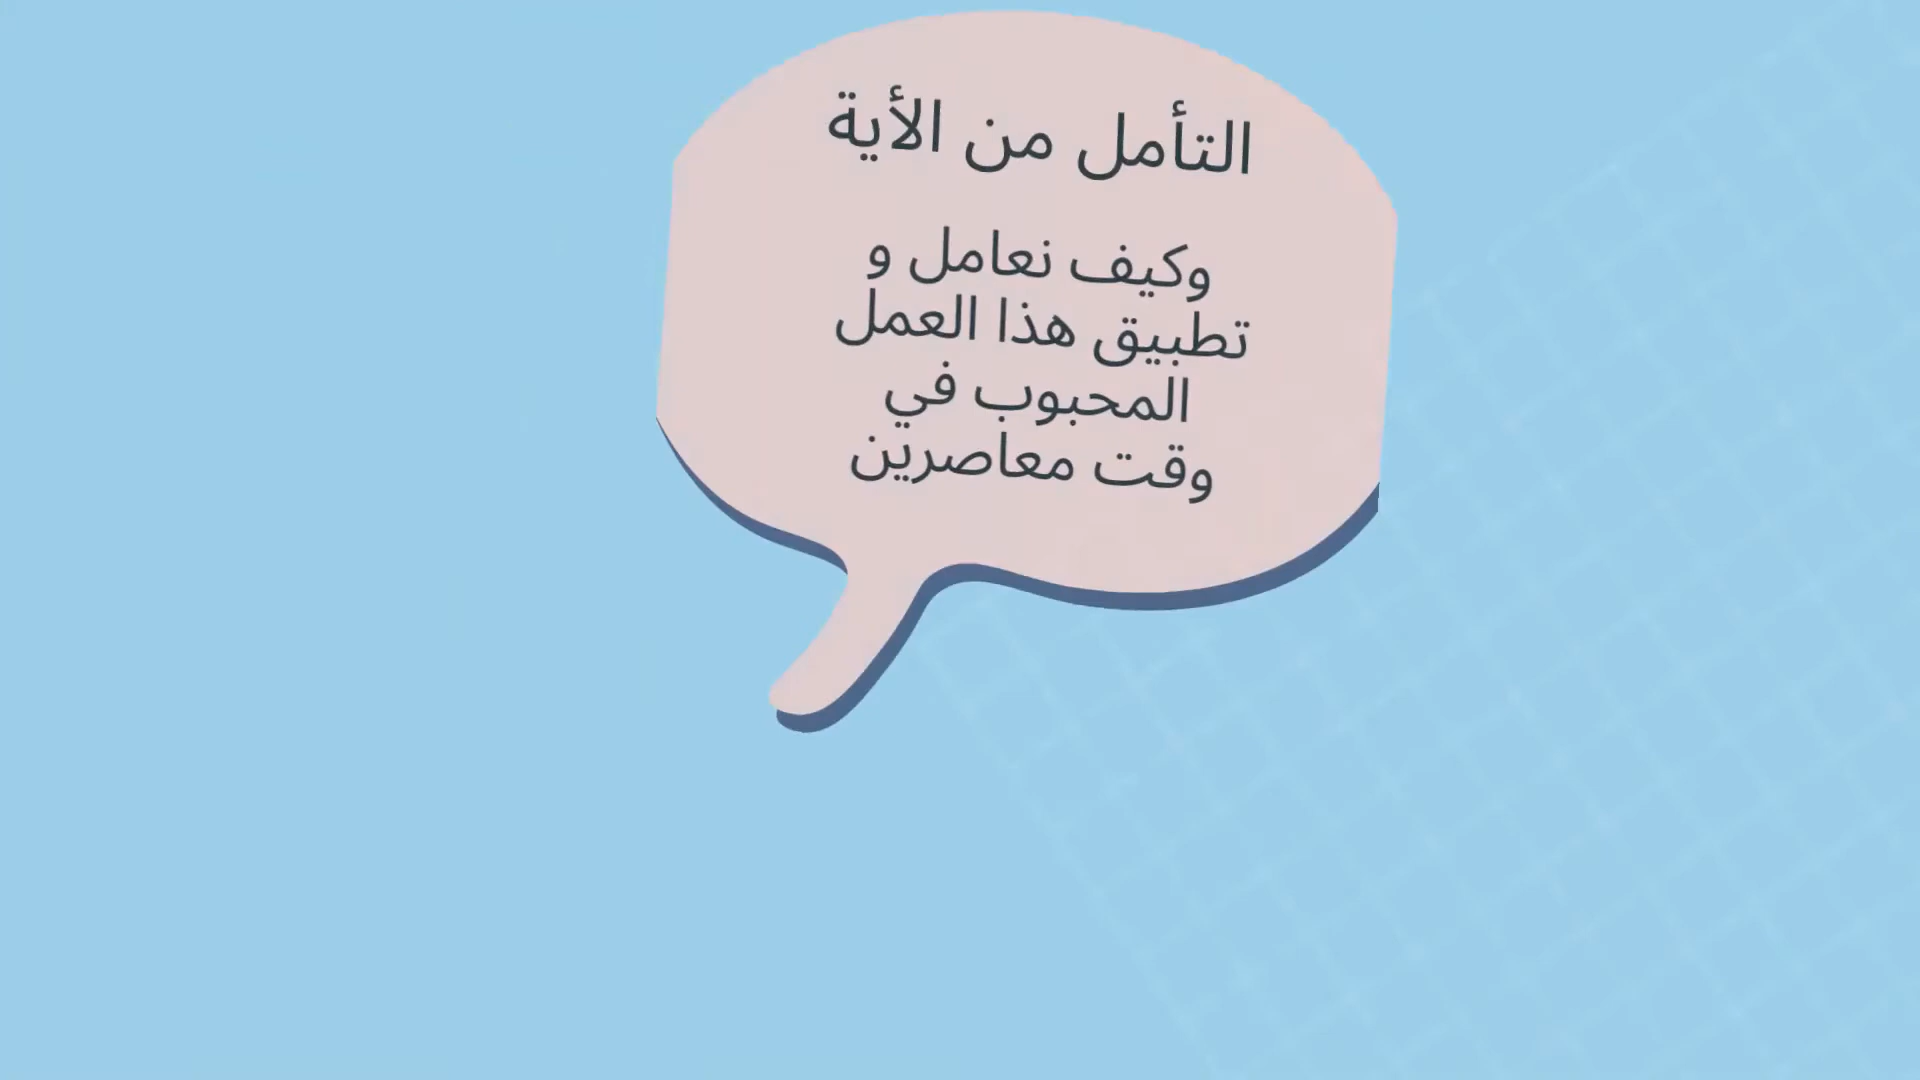 التأمل من الأية
وكيف نعامل و
تطبيق هذا العمل
المحبوب في
وقت معاصرين